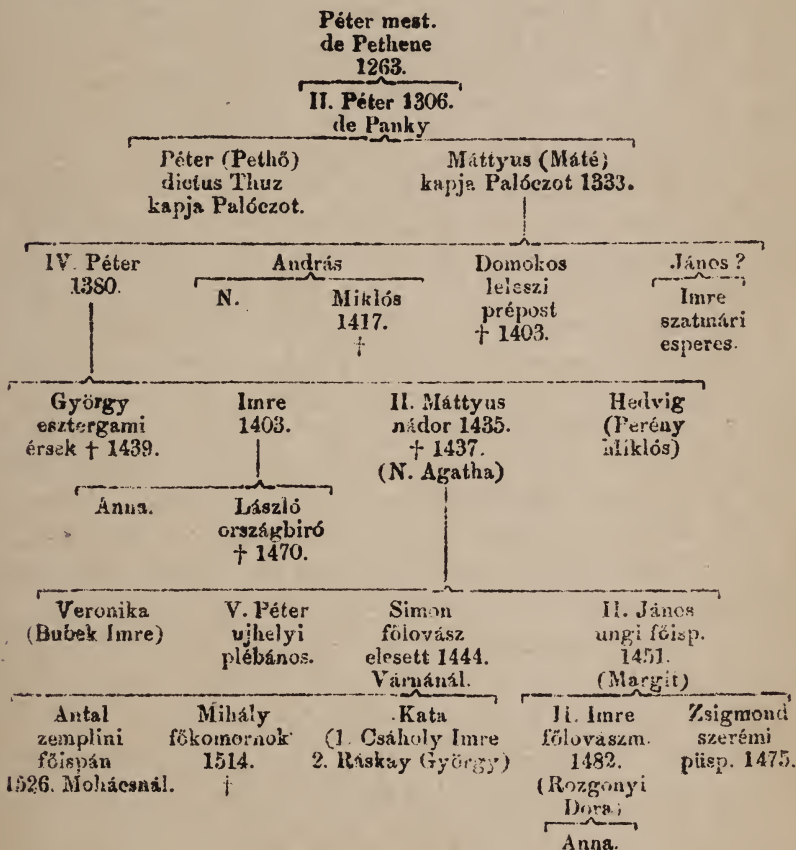 Péter mest.
de Pethene
1263.
II. Péter 1306.
de Panky
Péter (Pethő) Máttyus (Máté)
dictus Thuz kapja Palóczot 1333.
kapja Palóczot.
IV. Péter András Domokos János ?
1380. N. Miklós leleszi Imre
1417. prépost szatmári
† † 1403. esperes.
György Imre II. Máttyus Hedvig
esztergami 1403. nádor 1435. (Perény
érsek † 1439. † 1437. Miklós)
(N. Agatha)
Anna. László
országbiró
† 1470.
Veronika V. Péter Simon II. János
(Bubek Imre) ujhelyi főlovász ungi főisp.
plébános. elesett 1444. 1451.
Várnánál. (Margit)
Antal Mihály Kata II. Imre Zsigmond
zemplini főkomornok (1. Csáholy Imre főlovászm. szerémi
főispán 1514. 2. Ráskay György) 1482. püsp. 1475.
1526. Mohácsnál. † (Rozgonyi
Dora)
Anna.